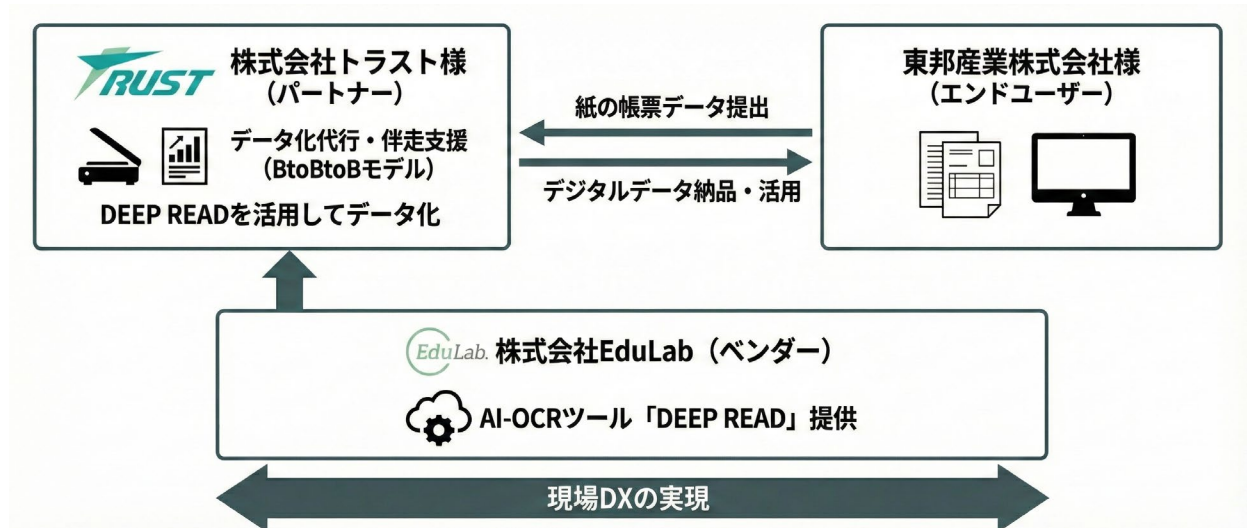 TRUST
株式会社トラスト様
（パートナー）
データ化代行・伴走支援
（BtoBtoBモデル）
DEEP READを活用してデータ化
紙の帳票データ提出
デジタルデータ納品・活用
東邦産業株式会社様
（エンドユーザー）
EduLab. 株式会社EduLab（ベンダー）
AI-OCRツール「DEEP READ」提供
現場DXの実現